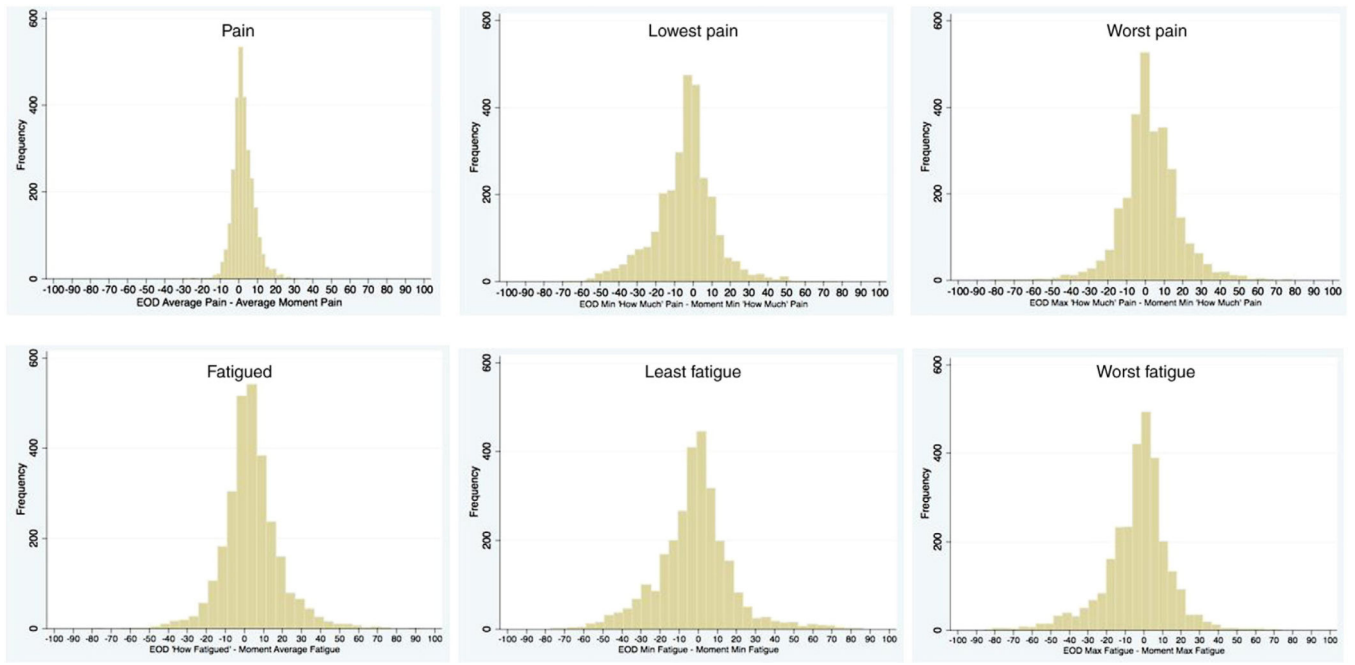 Pain
600
400
200
0
Frequency
-100 -90 -80 -70 -60 -50 -40 -30 -20 -10 0 10 20 30 40 50 60 70 80 90 100
EOD Average Pain - Average Moment Pain
Lowest pain
600
400
200
0
Frequency
-100 -90 -80 -70 -60 -50 -40 -30 -20 -10 0 10 20 30 40 50 60 70 80 90 100
EOD Min 'How Much' Pain - Moment Min 'How Much' Pain
Worst pain
600
400
200
0
Frequency
-100 -90 -80 -70 -60 -50 -40 -30 -20 -10 0 10 20 30 40 50 60 70 80 90 100
EOD Max 'How Much' Pain - Moment Min 'How Much' Pain
Fatigued
600
400
200
0
Frequency
-100 -90 -80 -70 -60 -50 -40 -30 -20 -10 0 10 20 30 40 50 60 70 80 90 100
EOD 'How Fatigued' - Moment Average Fatigue
Least fatigue
600
400
200
0
Frequency
-100 -90 -80 -70 -60 -50 -40 -30 -20 -10 0 10 20 30 40 50 60 70 80 90 100
EOD Min Fatigue - Moment Min Fatigue
Worst fatigue
600
400
200
0
Frequency
-100 -90 -80 -70 -60 -50 -40 -30 -20 -10 0 10 20 30 40 50 60 70 80 90 100
EOD Max Fatigue - Moment Max Fatigue